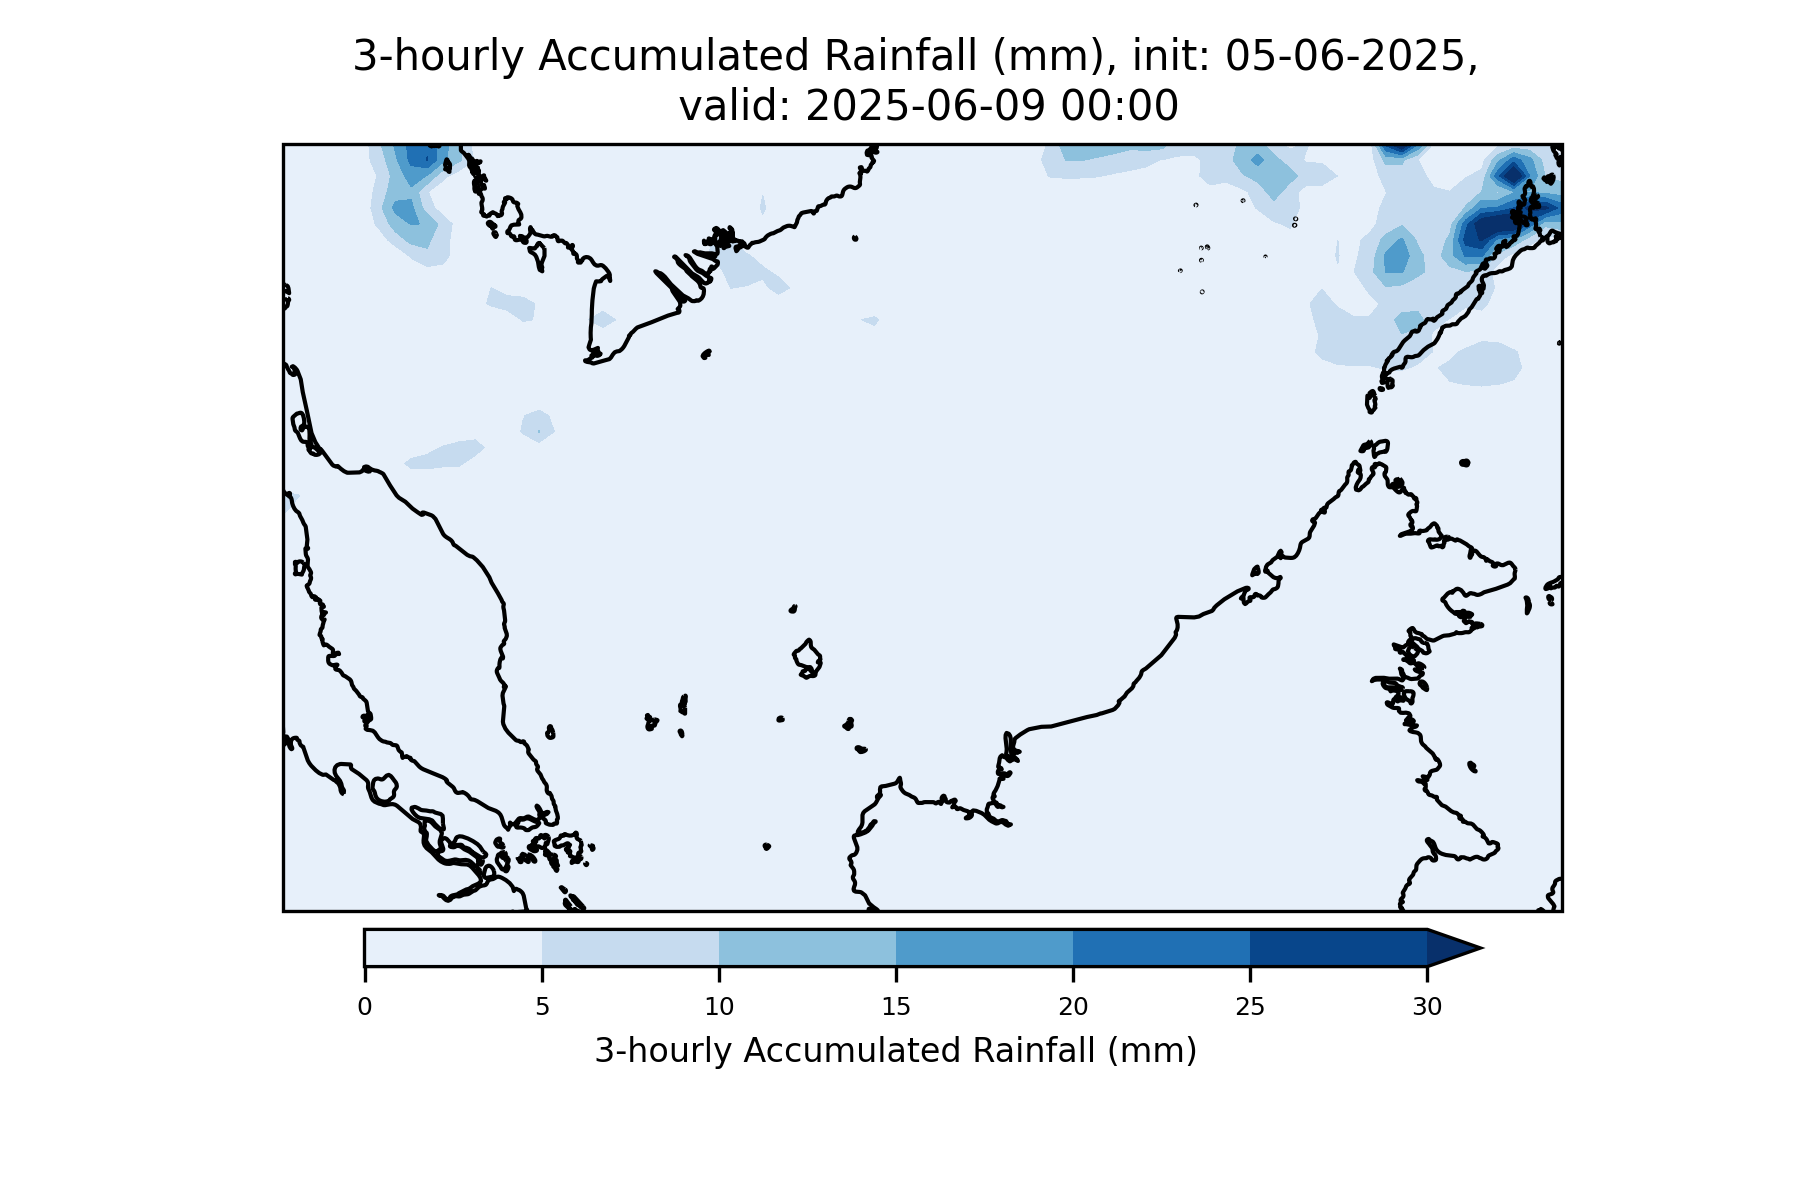 3-hourly Accumulated Rainfall (mm), init: 05-06-2025,
valid: 2025-06-09 00:00
0 5 10 15 20 25 30
3-hourly Accumulated Rainfall (mm)